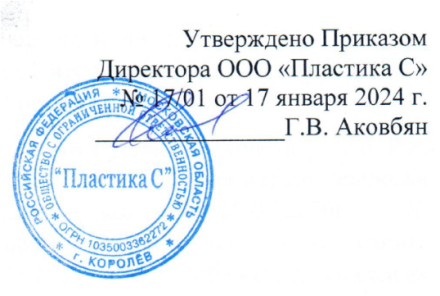 Утверждено Приказом
Директора ООО «Пластика С»
№ 17/01 от 17 января 2024 г.
Г.В. Аковбян
РОССИЙСКАЯ ФЕДЕРАЦИЯ * МОСКОВСКАЯ ОБЛАСТЬ
* г. КОРОЛЁВ *
ОБЩЕСТВО С ОГРАНИЧЕННОЙ ОТВЕТСТВЕННОСТЬЮ
* ОГРН 1035003362272 *
"Пластика С"